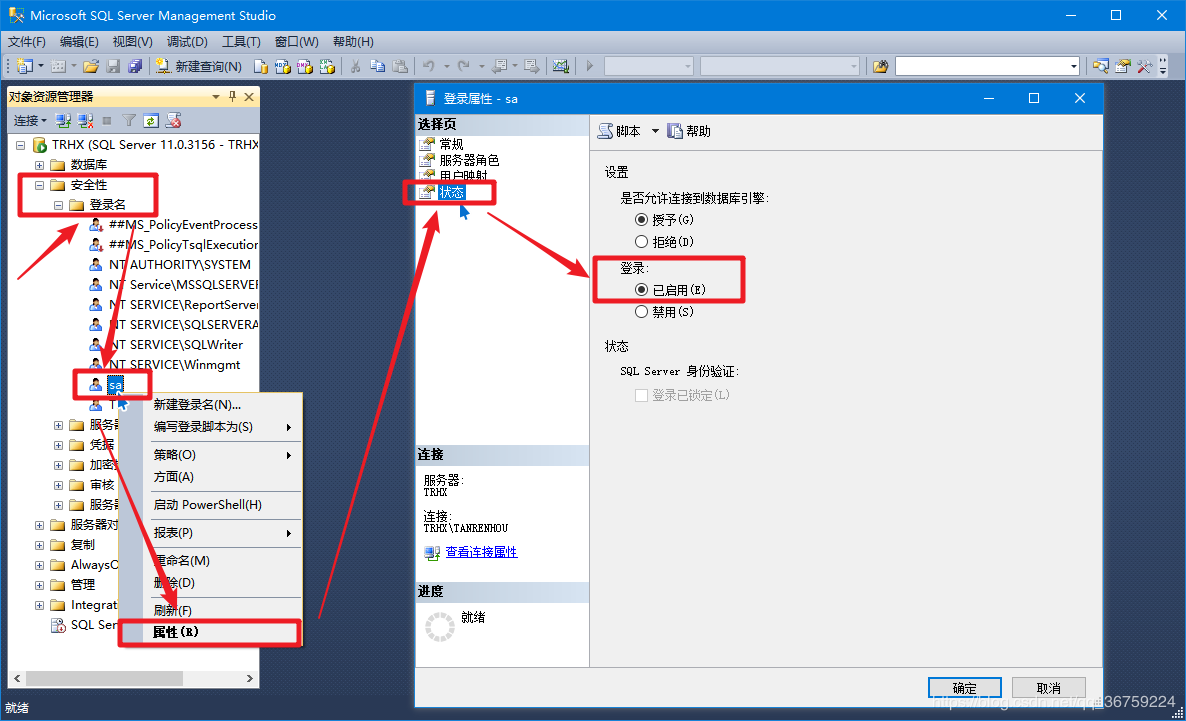 Microsoft SQL Server Management Studio
文件(F) 编辑(E) 视图(V) 调试(D) 工具(T) 窗口(W) 帮助(H)
新建查询(N)
对象资源管理器
连接
TRHX (SQL Server 11.0.3156 - TRHX
数据库
安全性
登录名
##MS_PolicyEventProcess
##MS_PolicyTsqlExecution
NT AUTHORITY\SYSTEM
NT Service\MSSQLSERVER
NT SERVICE\ReportServer
NT SERVICE\SQLSERVERA
NT SERVICE\SQLWriter
NT SERVICE\Winmgmt
sa
T
服务器
凭据
加密
审核
服务器
服务器对
复制
AlwaysO
管理
Integrat
SQL Ser
新建登录名(N)...
编写登录脚本为(S)
策略(O)
方面(A)
启动 PowerShell(H)
报表(P)
重命名(M)
删除(D)
刷新(F)
属性(R)
登录属性 - sa
选择页
常规
服务器角色
用户映射
状态
连接
服务器:
TRHX
连接:
TRHX\TANRENHOU
查看连接属性
进度
就绪
脚本 帮助
设置
是否允许连接到数据库引擎:
授予(G)
拒绝(D)
登录:
已启用(E)
禁用(S)
状态
SQL Server 身份验证:
登录已锁定(L)
确定 取消
就绪
https://blog.csdn.net/qq_36759224